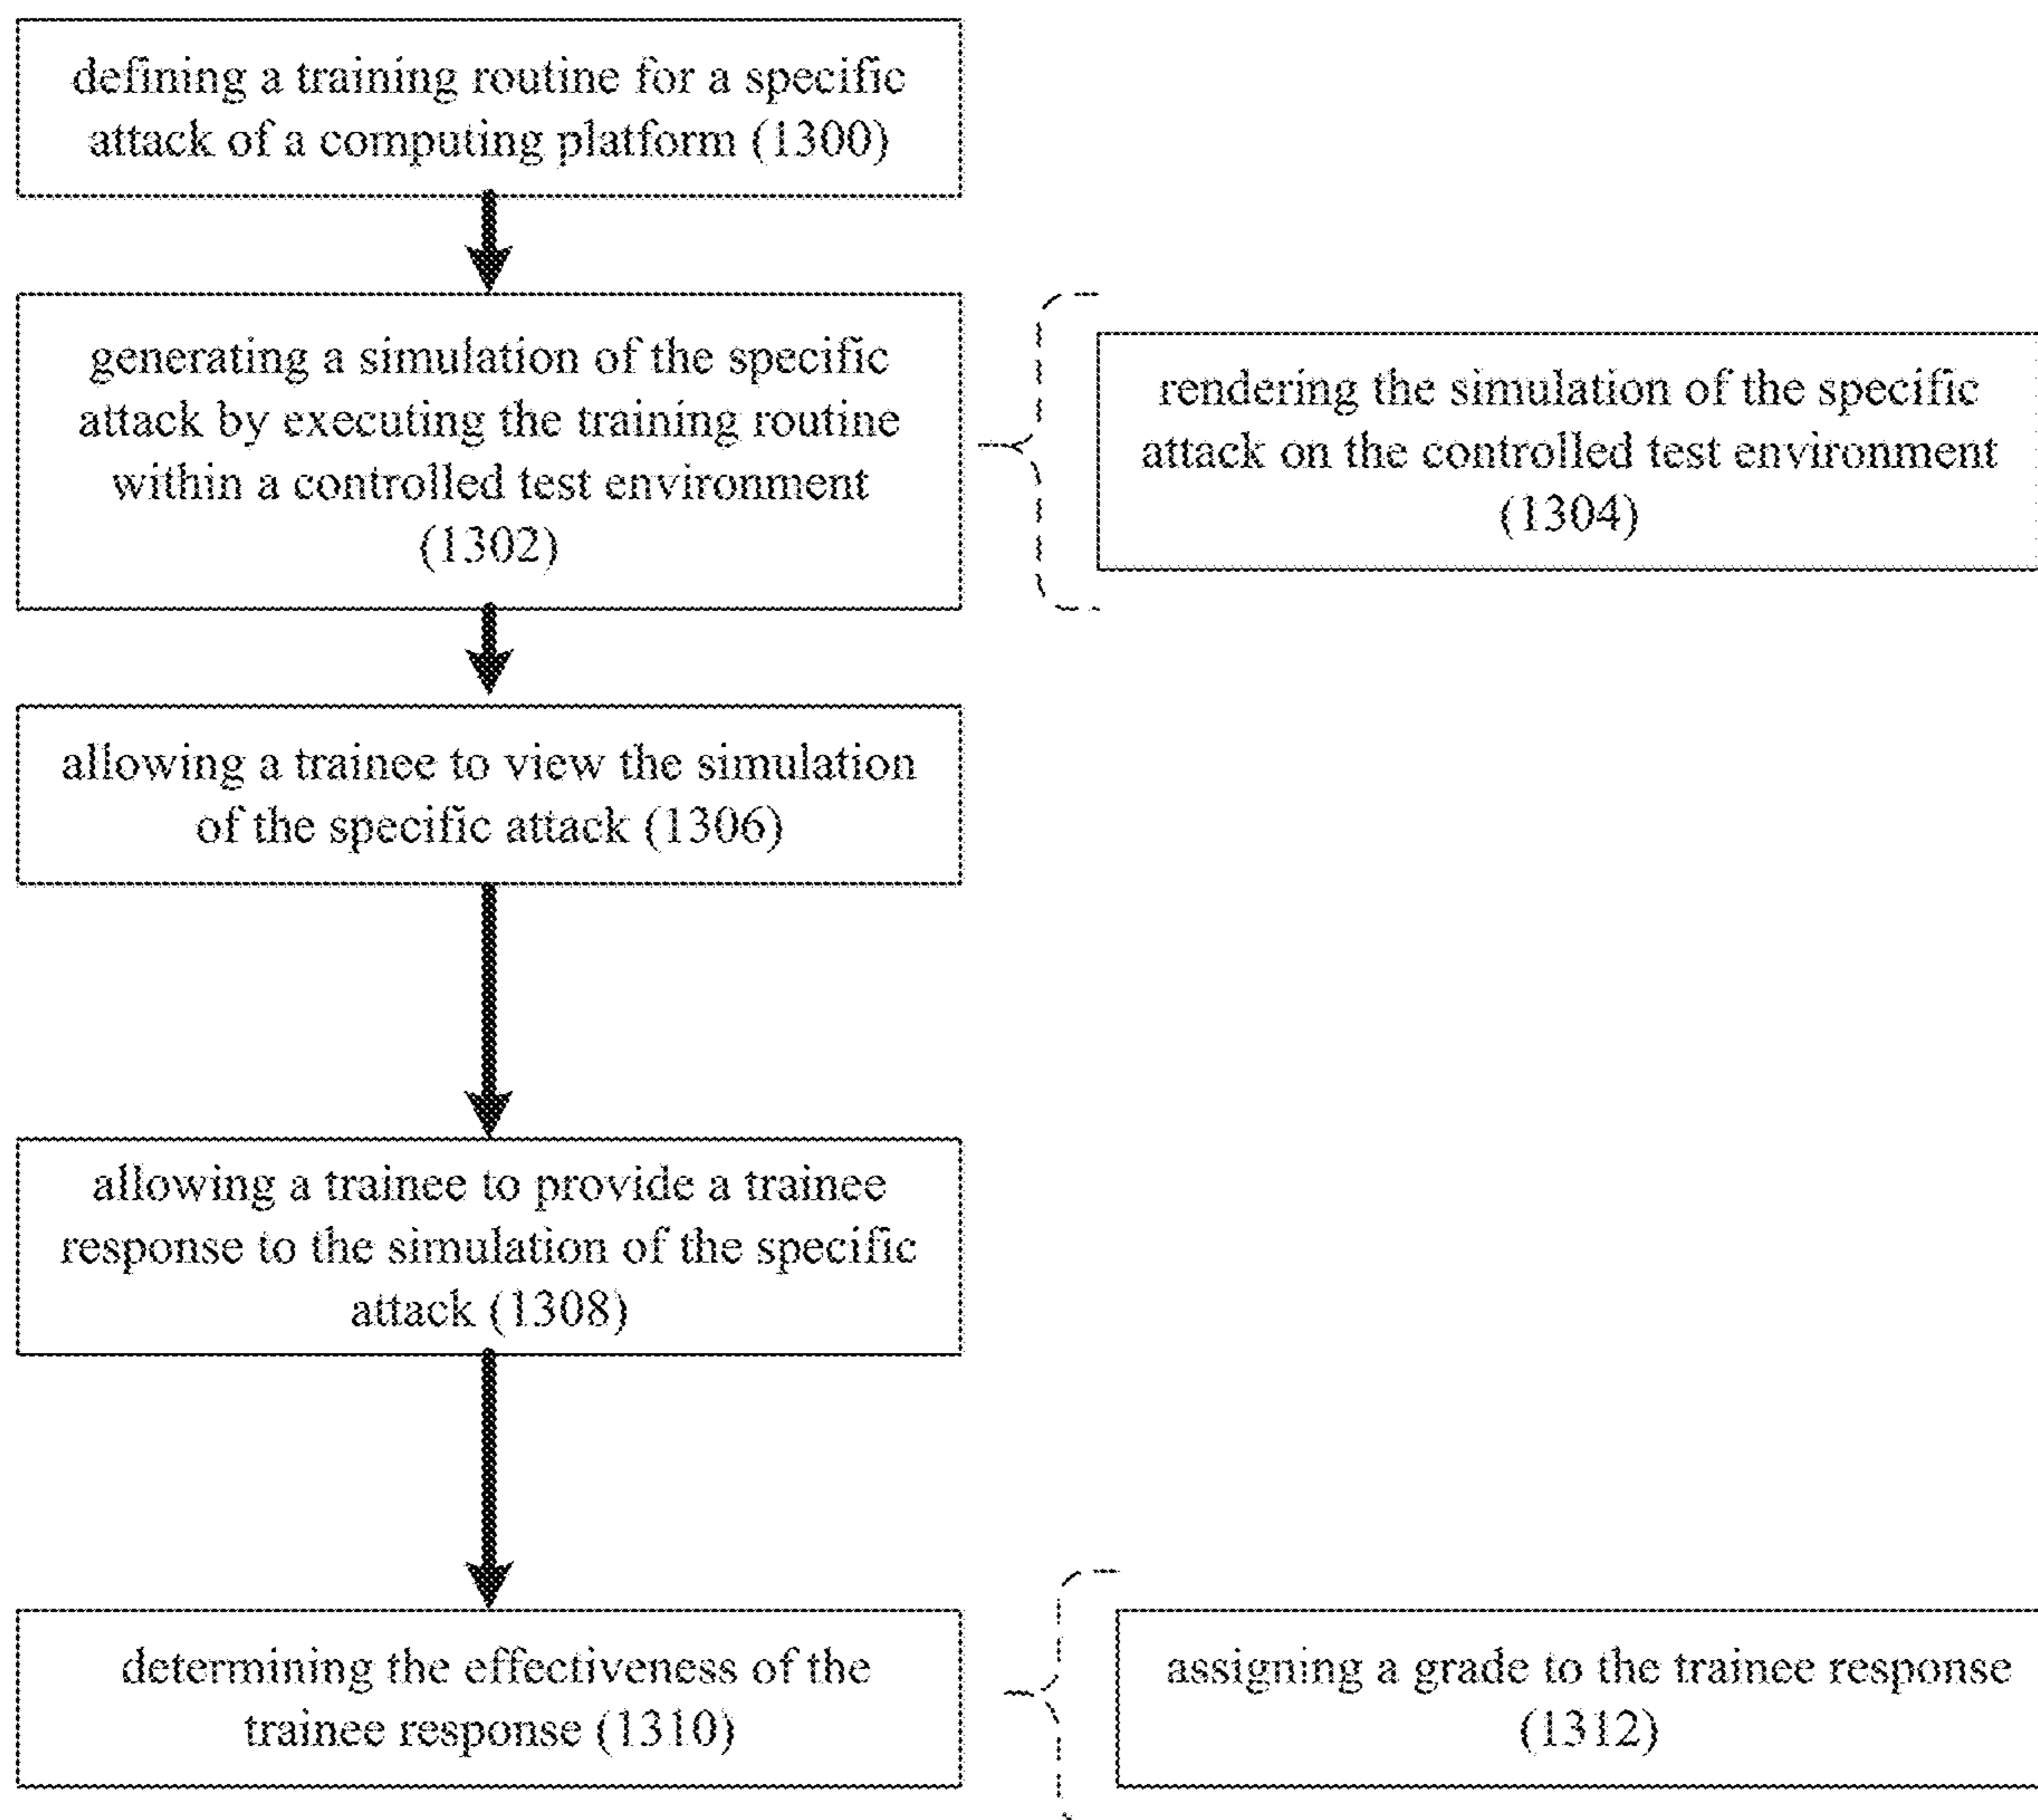 defining a training routine for a specific
attack of a computing platform (1300)
generating a simulation of the specific
attack by executing the training routine
within a controlled test environment
(1302)
rendering the simulation of the specific
attack on the controlled test environment
(1304)
allowing a trainee to view the simulation
of the specific attack (1306)
allowing a trainee to provide a trainee
response to the simulation of the specific
attack (1308)
determining the effectiveness of the
trainee response (1310)
assigning a grade to the trainee response
(1312)